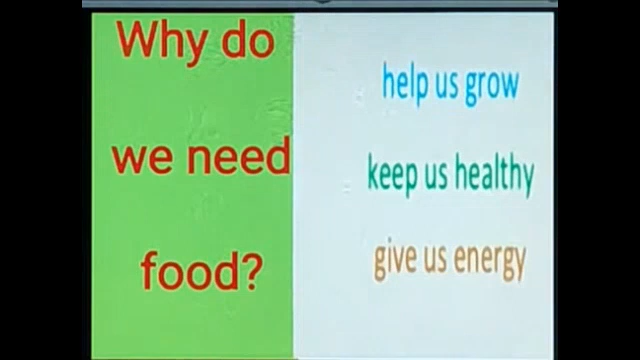 Why do
we need
food?
help us grow
keep us healthy
give us energy